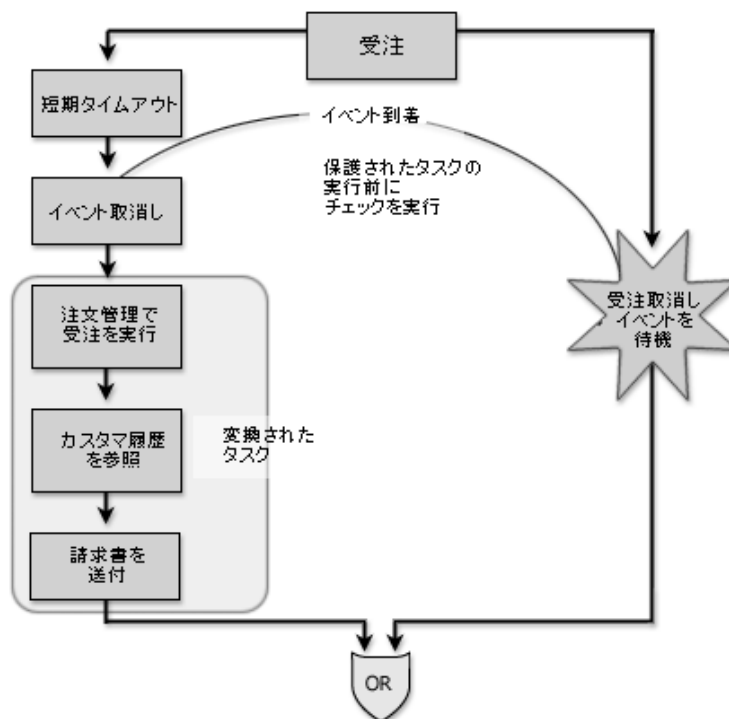 受注
短期タイムアウト
イベント到着
保護されたタスクの
実行前に
チェックを実行
イベント取消し
受注取消し
イベントを
待機
注文管理で
受注を実行
カスタマ履歴
を参照
変換された
タスク
請求書を
送付
OR